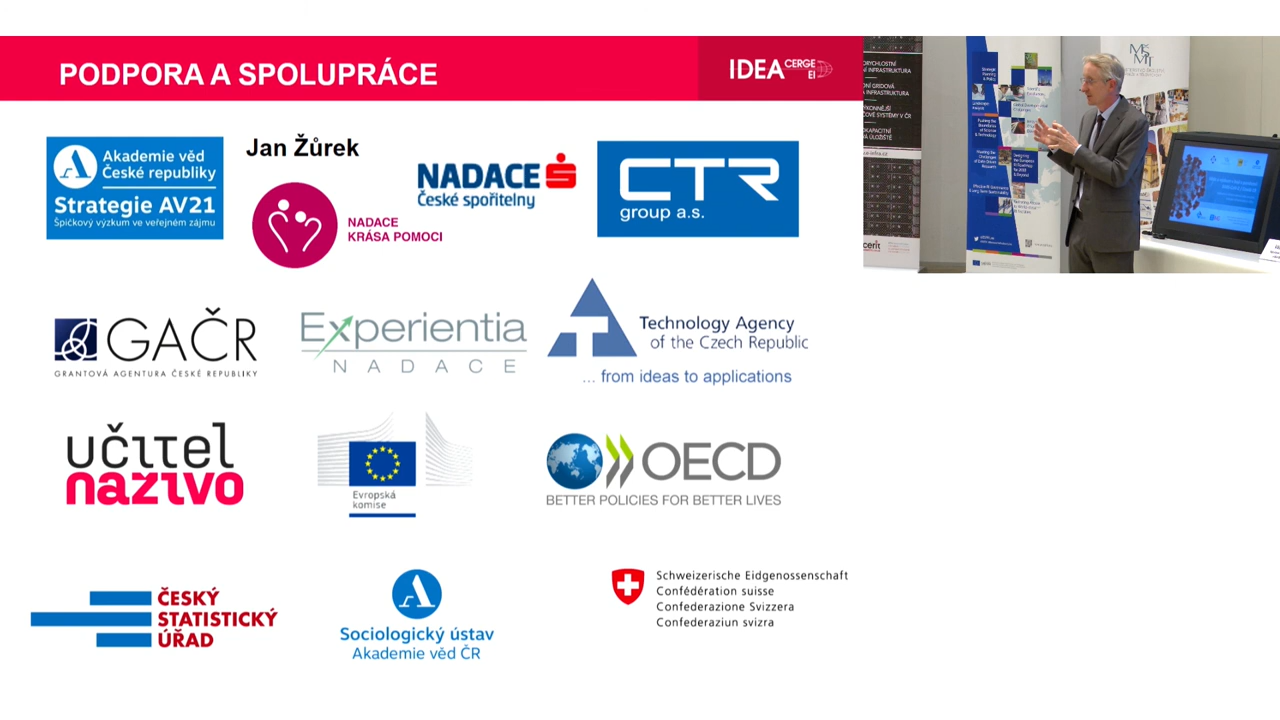 PODPORA A SPOLUPRÁCE
IDEA CERGE
EI
Akademie věd
České republiky
Strategie AV21
Špičkový výzkum ve veřejném zájmu
Jan Žůrek
NADACE
KRÁSA POMOCI
NADACE
České spořitelny
CTR
group a.s.
GAČR
GRANTOVÁ AGENTURA ČESKÉ REPUBLIKY
Experientia
NADACE
T
Technology Agency
of the Czech Republic
... from ideas to applications
učitel
naživo
Evropská
komise
OECD
BETTER POLICIES FOR BETTER LIVES
ČESKÝ
STATISTICKÝ
ÚŘAD
Sociologický ústav
Akademie věd ČR
Schweizerische Eidgenossenschaft
Confédération suisse
Confederazione Svizzera
Confederaziun svizra